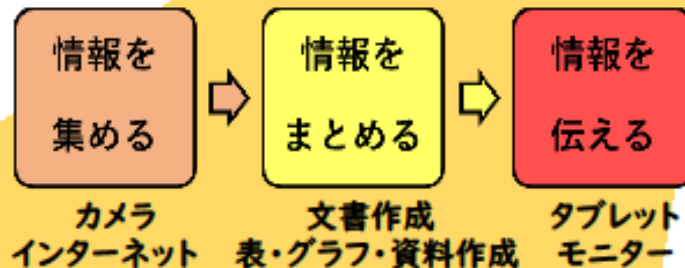 情報を
集める
情報を
まとめる
情報を
伝える
カメラ
インターネット
文書作成
表・グラフ・資料作成
タブレット
モニター